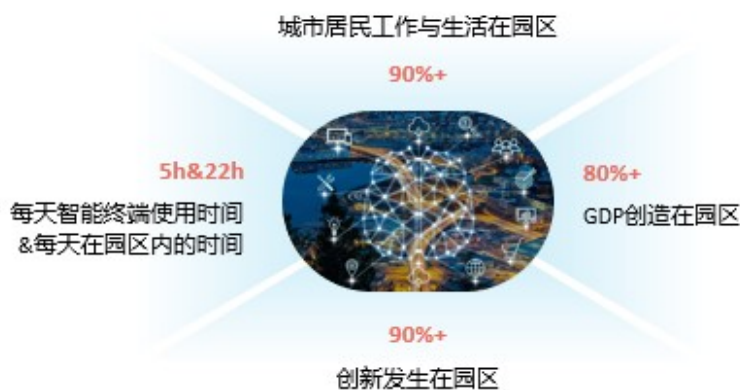 城市居民工作与生活在园区
90%+
5h&22h
每天智能终端使用时间
&每天在园区内的时间
80%+
GDP创造在园区
90%+
创新发生在园区